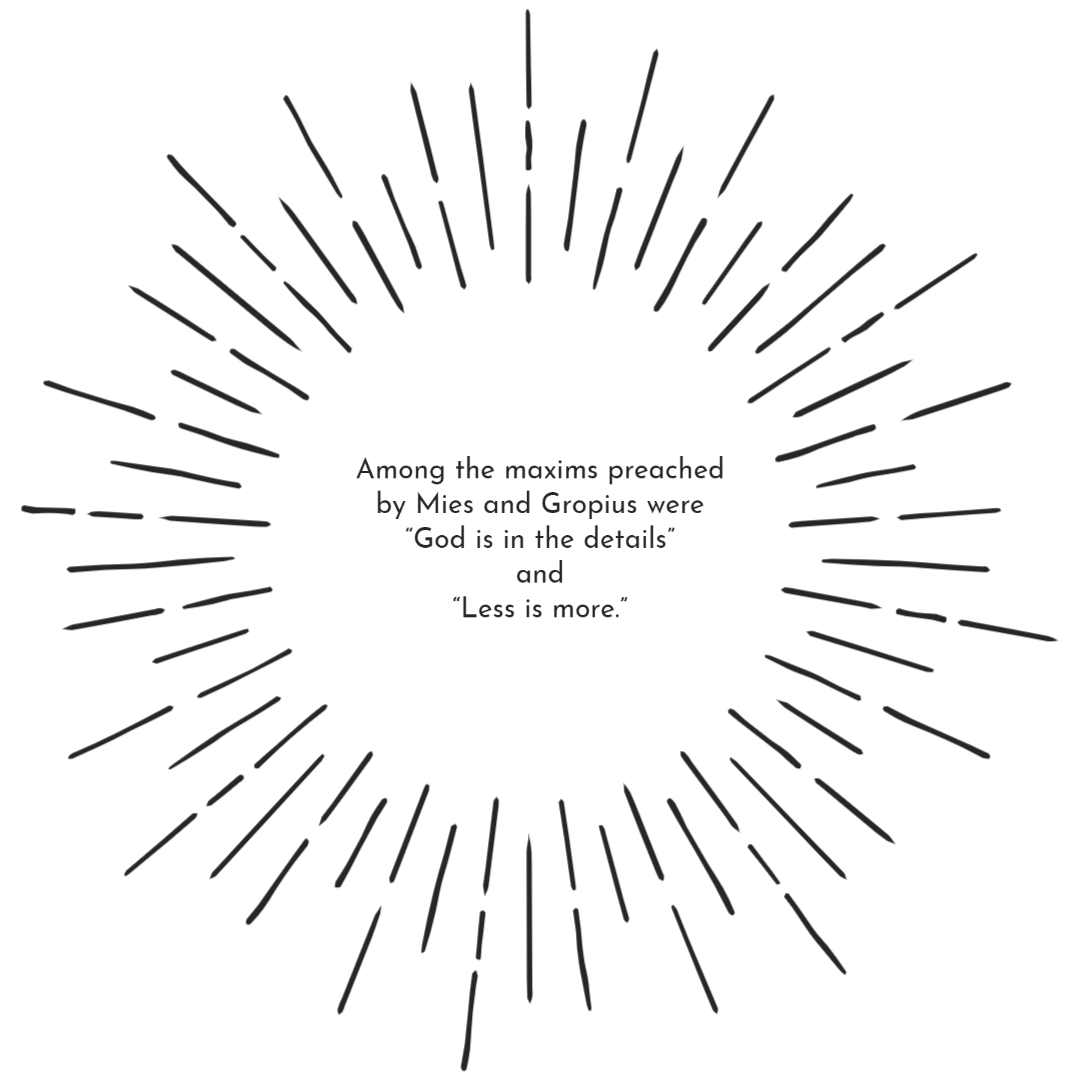 Among the maxims preached
by Mies and Gropius were
“God is in the details”
and
“Less is more.”